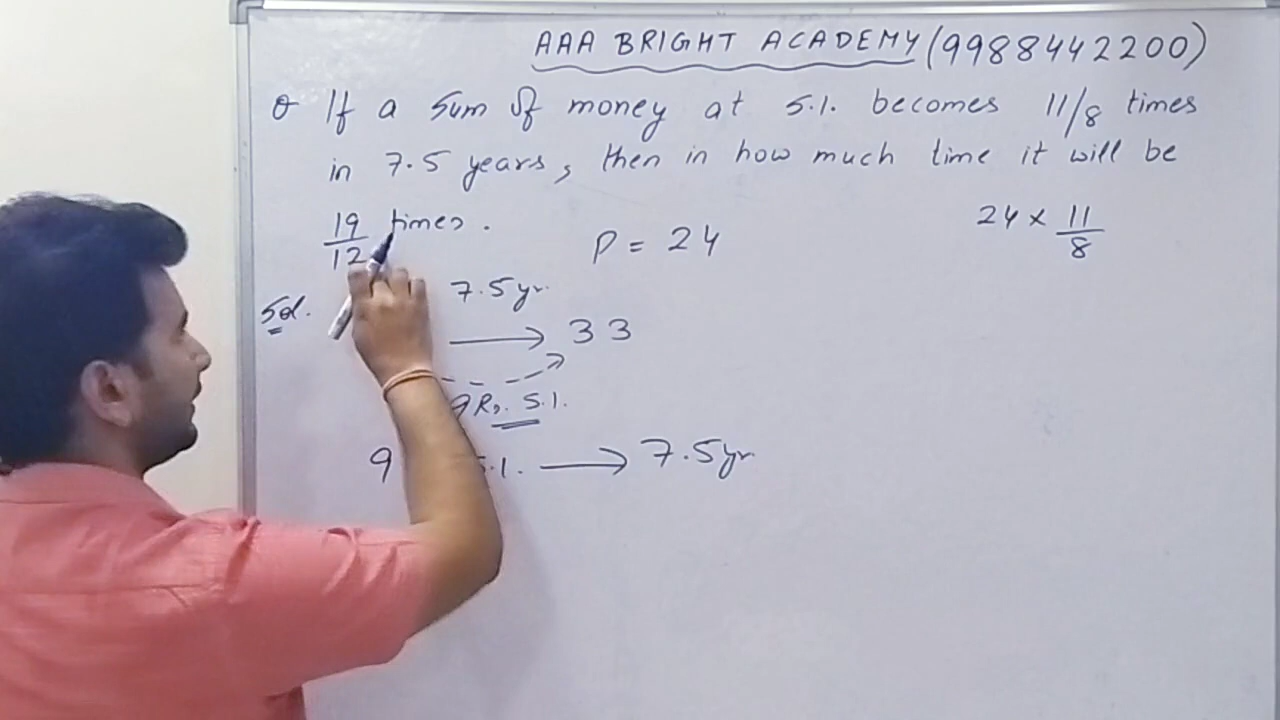 AAA BRIGHT ACADEMY (9988442200)
Q If a sum of money at S.I. becomes 11/8 times
in 7.5 years, then in how much time it will be
19/12 times.
P = 24
24 × 11/8
Sol.
7.5 yr.
→ 33
9 Rs. S.I.
9 S.I. → 7.5 yr.